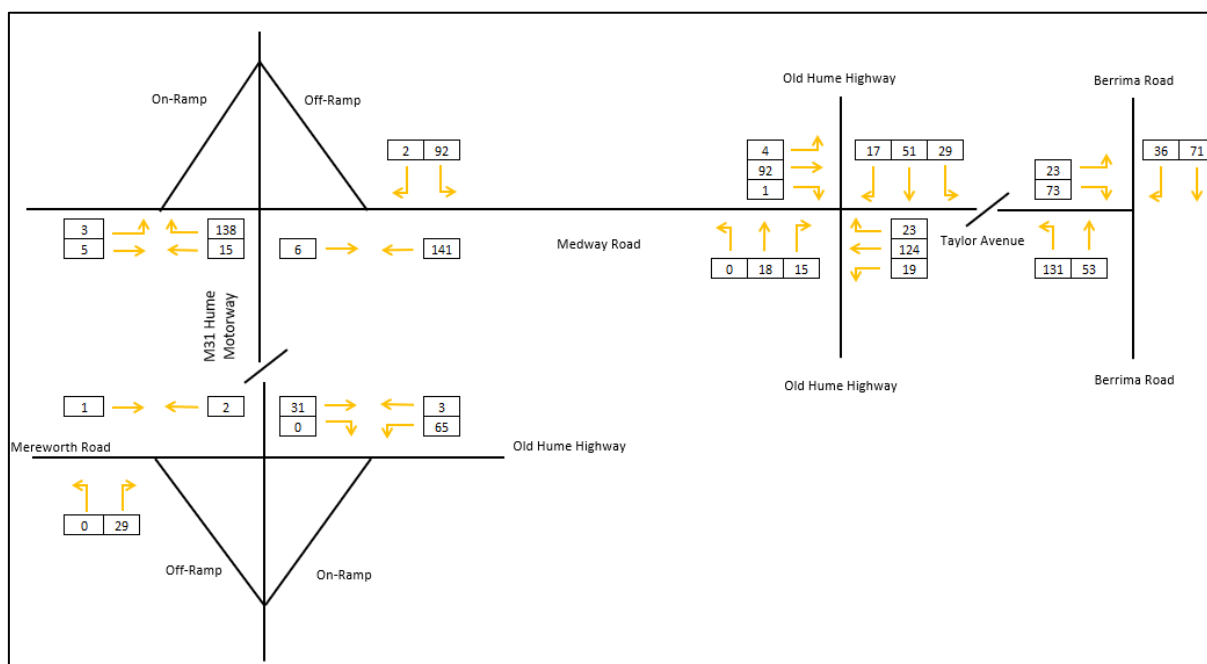 Old Hume Highway
Berrima Road
On-Ramp
Off-Ramp
2 92
4
92
1
17 51 29
23
73
36 71
3
5
138
15
6
141
Medway Road
0 18 15
23
124
19
Taylor Avenue
131 53
M31 Hume
Motorway
Old Hume Highway
Berrima Road
1
2
31
0
3
65
Mereworth Road
Old Hume Highway
0 29
Off-Ramp
On-Ramp